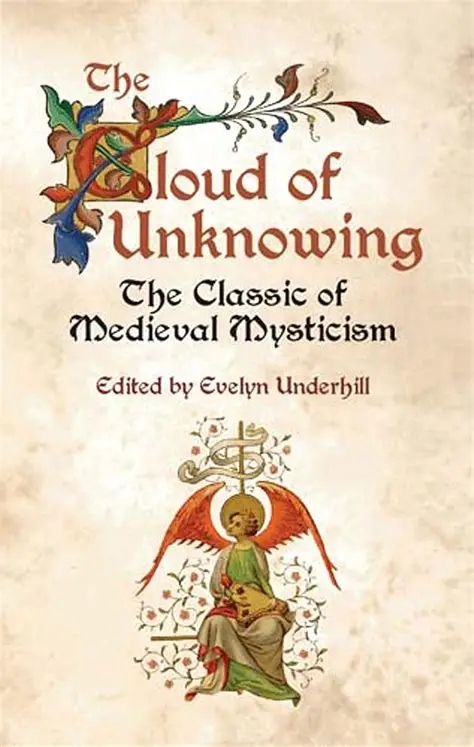 The
Cloud of
Unknowing
The Classic of
Medieval Mysticism
Edited by Evelyn Underhill